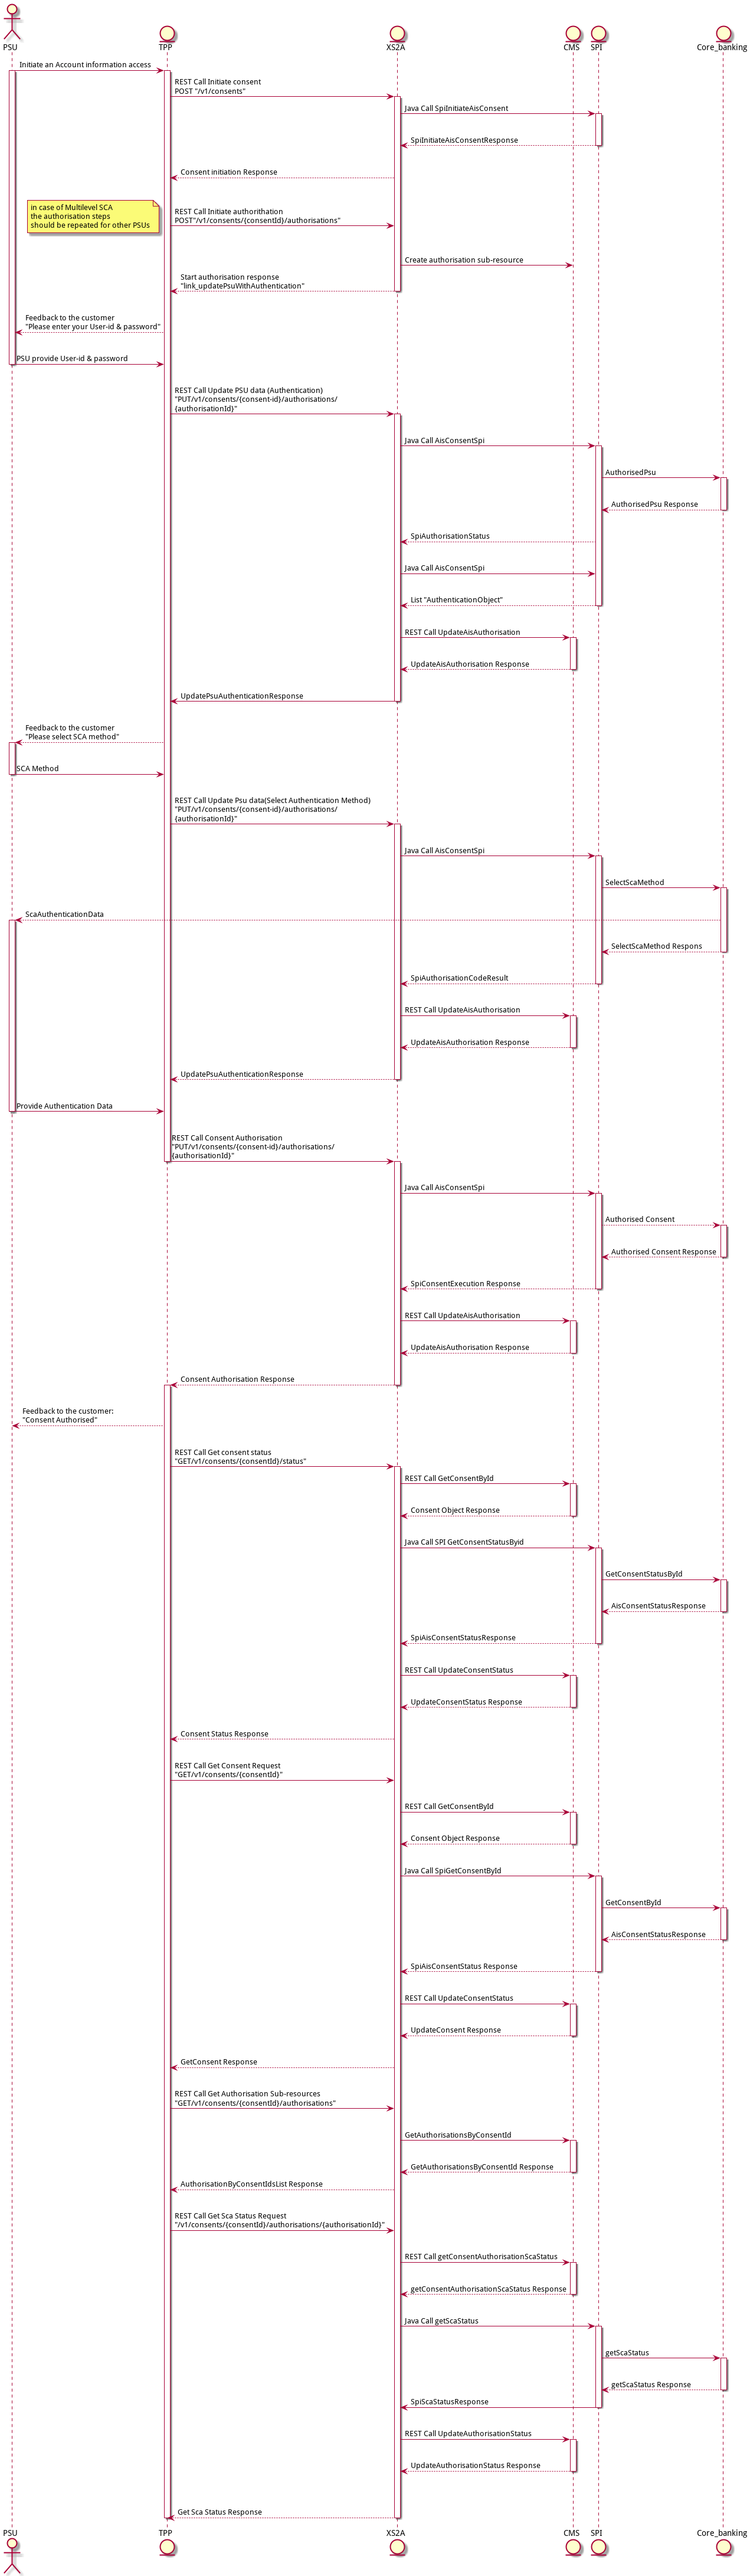 PSU
TPP
XS2A
CMS
SPI
Core_banking
Initiate an Account information access
REST Call Initiate consent
POST "/v1/consents"
Java Call SpiInitiateAisConsent
SpiInitiateAisConsentResponse
Consent initiation Response
in case of Multilevel SCA
the authorisation steps
should be repeated for other PSUs
REST Call Initiate authorithation
POST"/v1/consents/{consentId}/authorisations"
Create authorisation sub-resource
Start authorisation response
"link_updatePsuWithAuthentication"
Feedback to the customer
"Please enter your User-id & password"
PSU provide User-id & password
REST Call Update PSU data (Authentication)
"PUT/v1/consents/{consent-id}/authorisations/
{authorisationId}"
Java Call AisConsentSpi
AuthorisedPsu
AuthorisedPsu Response
SpiAuthorisationStatus
Java Call AisConsentSpi
List "AuthenticationObject"
REST Call UpdateAisAuthorisation
UpdateAisAuthorisation Response
UpdatePsuAuthenticationResponse
Feedback to the customer
"Please select SCA method"
SCA Method
REST Call Update Psu data(Select Authentication Method)
"PUT/v1/consents/{consent-id}/authorisations/
{authorisationId}"
Java Call AisConsentSpi
SelectScaMethod
ScaAuthenticationData
SelectScaMethod Respons
SpiAuthorisationCodeResult
REST Call UpdateAisAuthorisation
UpdateAisAuthorisation Response
UpdatePsuAuthenticationResponse
Provide Authentication Data
REST Call Consent Authorisation
"PUT/v1/consents/{consent-id}/authorisations/
{authorisationId}"
Java Call AisConsentSpi
Authorised Consent
Authorised Consent Response
SpiConsentExecution Response
REST Call UpdateAisAuthorisation
UpdateAisAuthorisation Response
Consent Authorisation Response
Feedback to the customer:
"Consent Authorised"
REST Call Get consent status
"GET/v1/consents/{consentId}/status"
REST Call GetConsentById
Consent Object Response
Java Call SPI GetConsentStatusByid
GetConsentStatusById
AisConsentStatusResponse
SpiAisConsentStatusResponse
REST Call UpdateConsentStatus
UpdateConsentStatus Response
Consent Status Response
REST Call Get Consent Request
"GET/v1/consents/{consentId}"
REST Call GetConsentById
Consent Object Response
Java Call SpiGetConsentById
GetConsentById
AisConsentStatusResponse
SpiAisConsentStatus Response
REST Call UpdateConsentStatus
UpdateConsent Response
GetConsent Response
REST Call Get Authorisation Sub-resources
"GET/v1/consents/{consentId}/authorisations"
GetAuthorisationsByConsentId
GetAuthorisationsByConsentId Response
AuthorisationByConsentIdsList Response
REST Call Get Sca Status Request
"/v1/consents/{consentId}/authorisations/{authorisationId}"
REST Call getConsentAuthorisationScaStatus
getConsentAuthorisationScaStatus Response
Java Call getScaStatus
getScaStatus
getScaStatus Response
SpiScaStatusResponse
REST Call UpdateAuthorisationStatus
UpdateAuthorisationStatus Response
Get Sca Status Response
PSU
TPP
XS2A
CMS
SPI
Core_banking